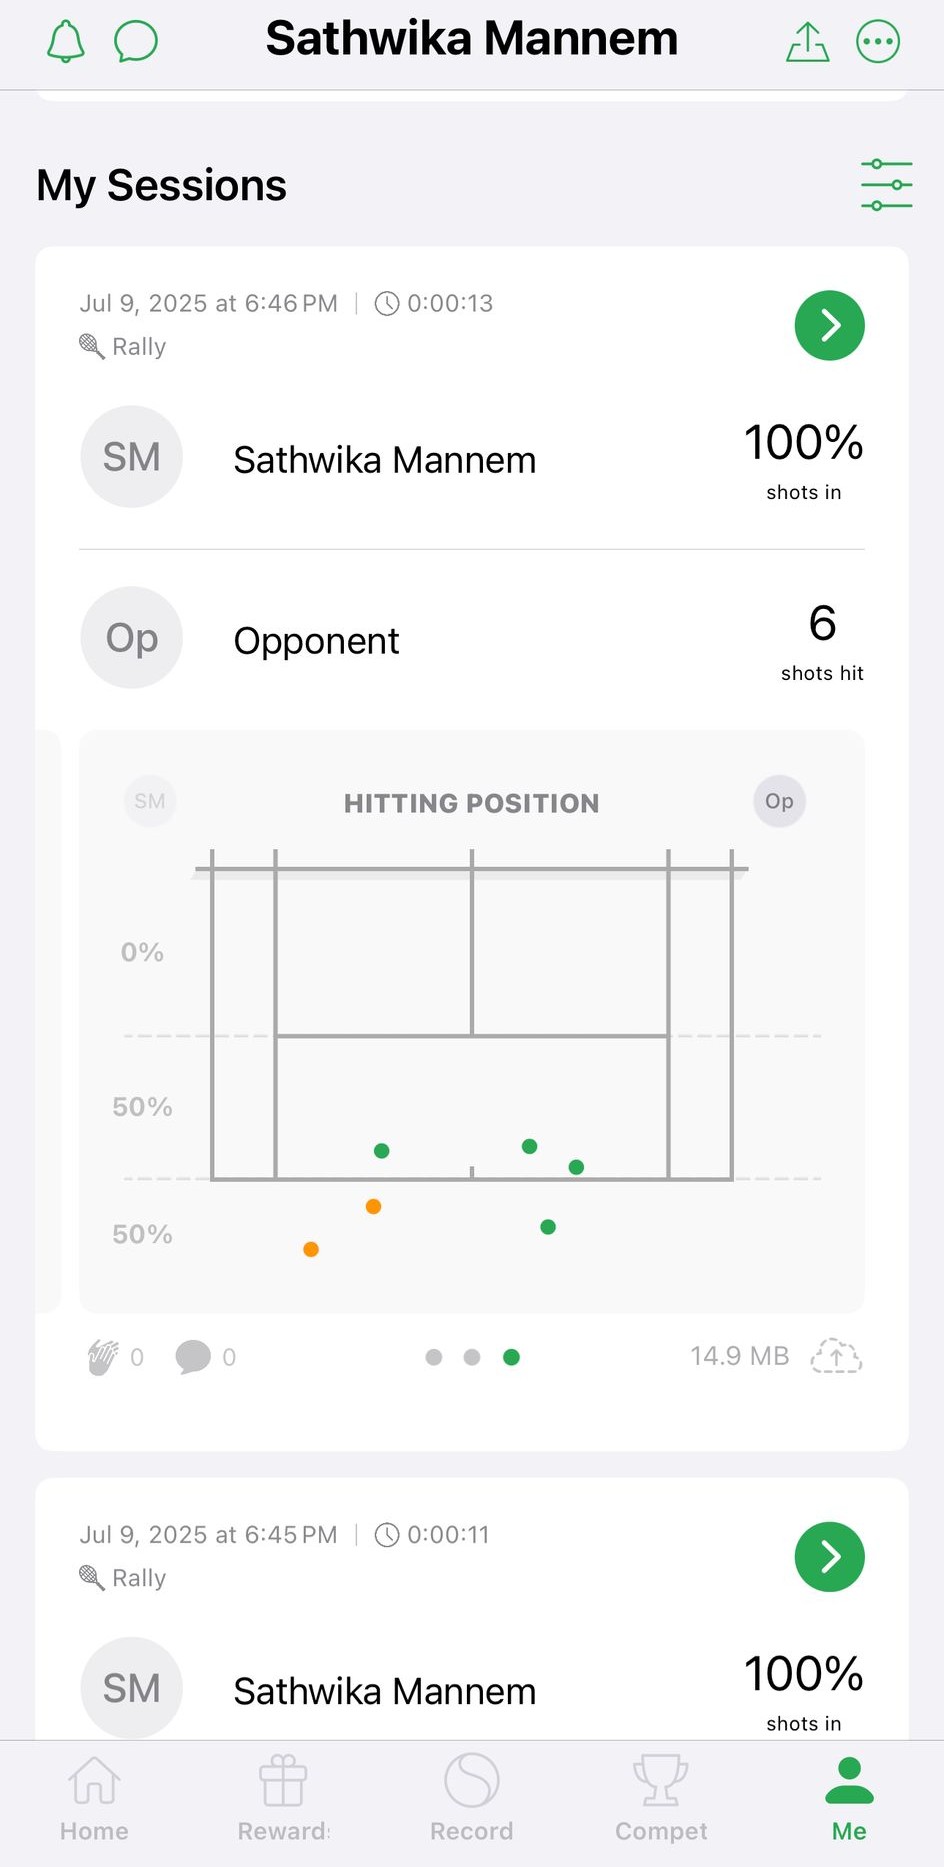 Sathwika Mannem
My Sessions
Jul 9, 2025 at 6:46 PM | 0:00:13
Rally
SM Sathwika Mannem 100%
shots in
Op Opponent 6
shots hit
SM HITTING POSITION Op
0%
50%
50%
0 0 14.9 MB
Jul 9, 2025 at 6:45 PM | 0:00:11
Rally
SM Sathwika Mannem 100%
shots in
Home Reward Record Compet Me